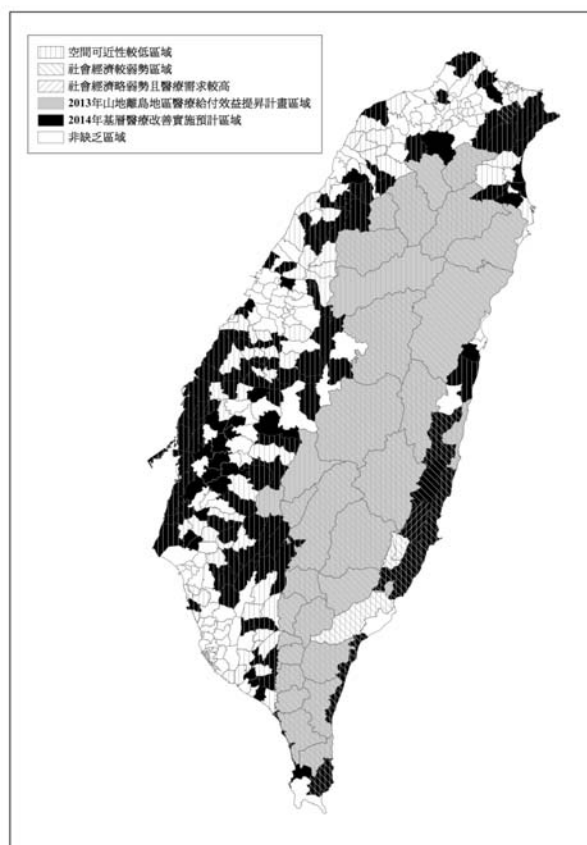 空間可近性較低區域
社會經濟較弱勢區域
社會經濟略弱勢且醫療需求較高
2013年山地離島地區醫療給付效益提昇計畫區域
2014年基層醫療改善實施預計區域
非缺乏區域